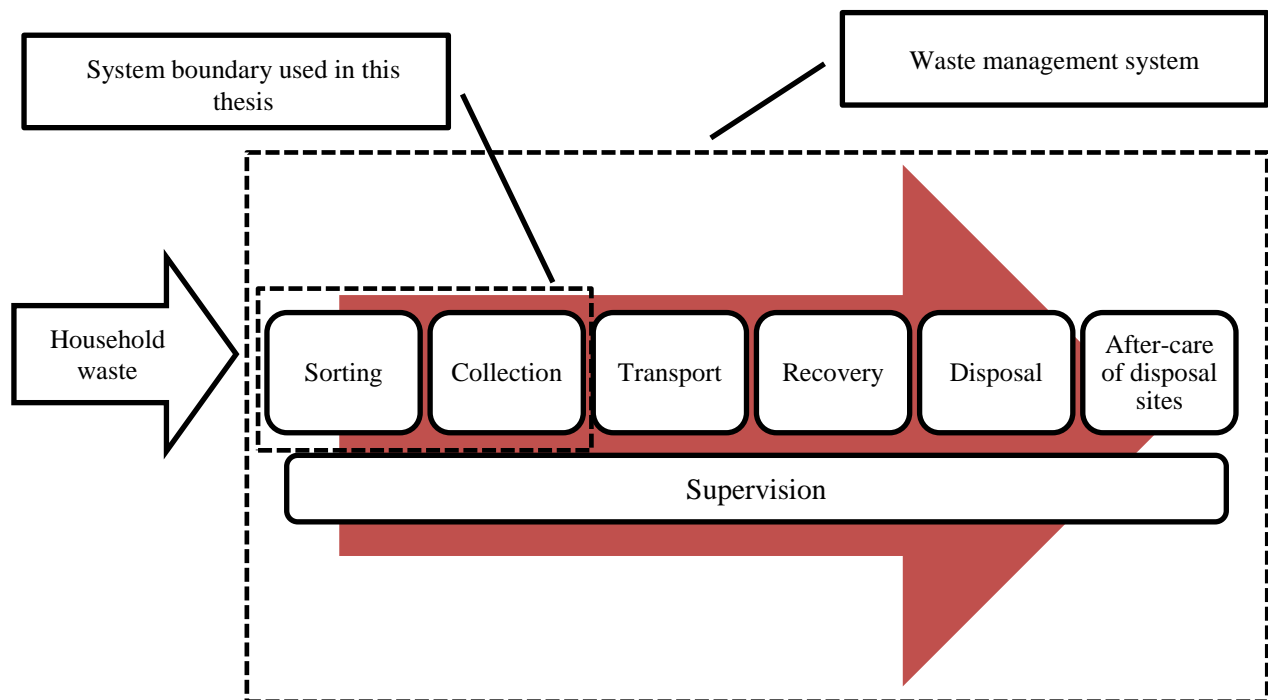 System boundary used in this
thesis
Waste management system
Household
waste
Sorting
Collection
Transport
Recovery
Disposal
After-care
of disposal
sites
Supervision